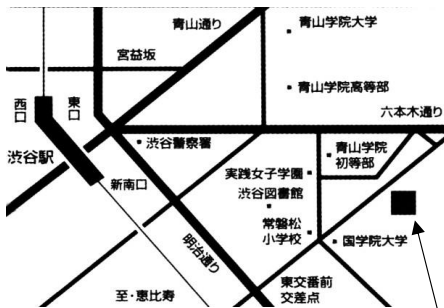 青山通り
青山学院大学
宮益坂
青山学院高等部
西口
東口
六本木通り
渋谷警察署
青山学院
初等部
渋谷駅
実践女子学園
新南口
渋谷図書館
常磐松
小学校
国学院大学
明治通り
東交番前
交差点
至・恵比寿